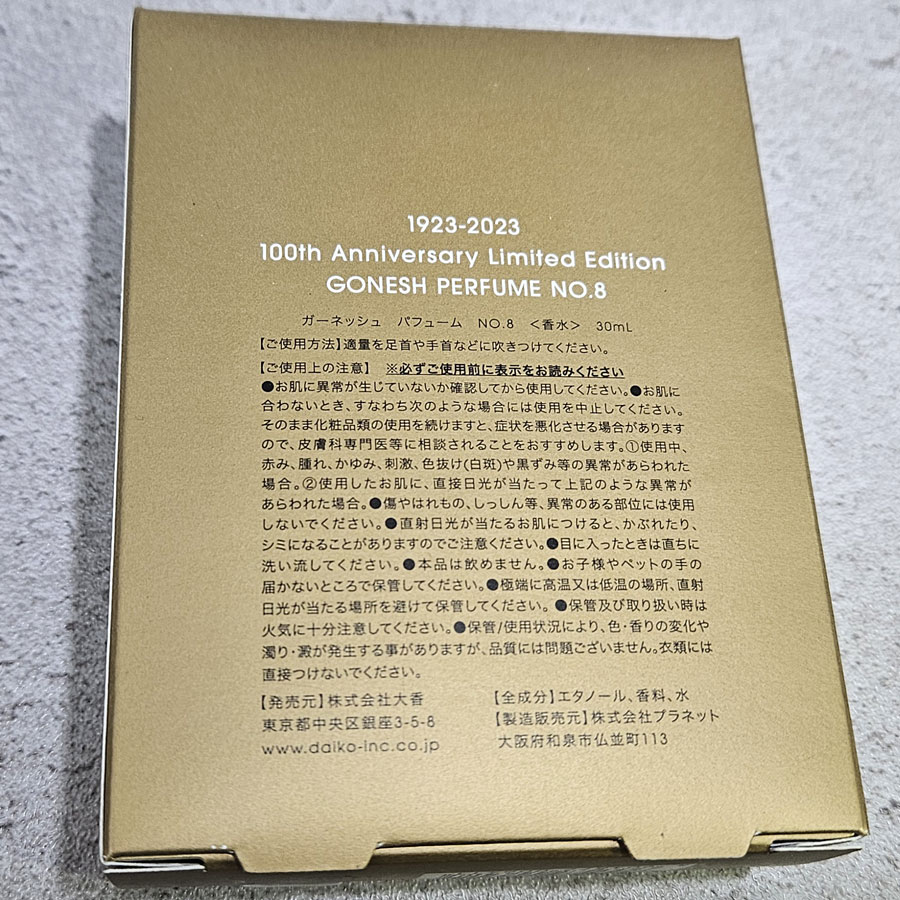 1923-2023
100th Anniversary Limited Edition
GONESH PERFUME NO.8
ガーネッシュ パフューム NO.8 <香水> 30mL
【ご使用方法】適量を足首や手首などに吹きつけてください。
【ご使用上の注意】 ※必ずご使用前に表示をお読みください
●お肌に異常が生じていないか確認してから使用してください。●お肌に
合わないとき、すなわち次のような場合には使用を中止してください。
そのまま化粧品類の使用を続けますと、症状を悪化させる場合があります
ので、皮膚科専門医等に相談されることをおすすめします。①使用中、
赤み、腫れ、かゆみ、刺激、色抜け(白斑)や黒ずみ等の異常があらわれた
場合。②使用したお肌に、直接日光が当たって上記のような異常が
あらわれた場合。●傷やはれもの、しっしん等、異常のある部位には使用
しないでください。●直射日光が当たるお肌につけると、かぶれたり、
シミになることがありますのでご注意ください。●目に入ったときは直ちに
洗い流してください。●本品は飲めません。●お子様やペットの手の
届かないところで保管してください。●極端に高温又は低温の場所、直射
日光が当たる場所を避けて保管してください。●保管及び取り扱い時は
火気に十分注意してください。●保管/使用状況により、色・香りの変化や
濁り・澱が発生する事がありますが、品質には問題ございません。衣類には
直接つけないでください。
【発売元】株式会社大香
東京都中央区銀座3-5-8
www.daiko-inc.co.jp
【全成分】エタノール、香料、水
【製造販売元】株式会社プラネット
大阪府和泉市仏並町113